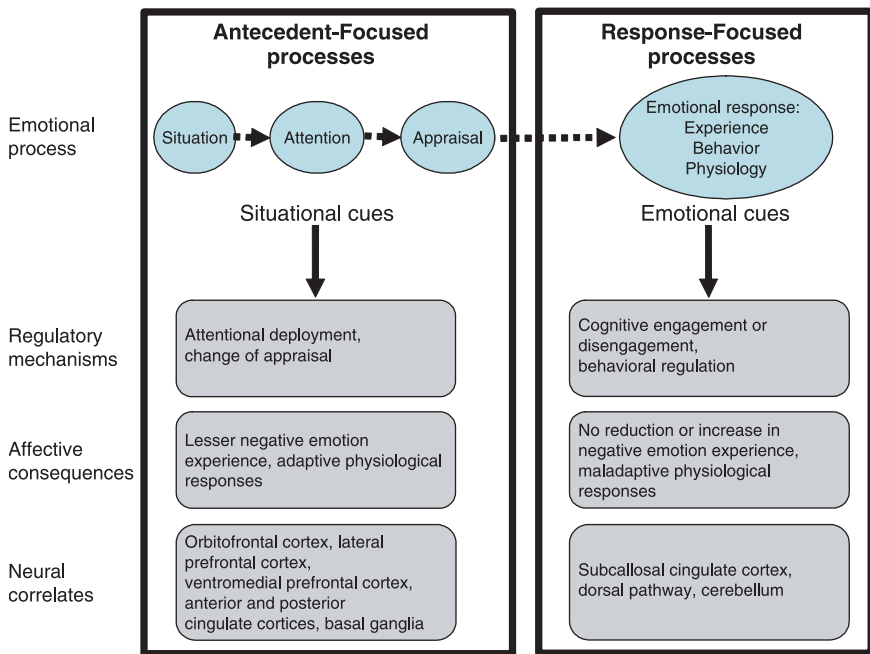 Antecedent-Focused
processes
Response-Focused
processes
Emotional
process
Situation
Attention
Appraisal
Emotional response:
Experience
Behavior
Physiology
Situational cues
Emotional cues
Regulatory
mechanisms
Attentional deployment,
change of appraisal
Cognitive engagement or
disengagement,
behavioral regulation
Affective
consequences
Lesser negative emotion
experience, adaptive physiological
responses
No reduction or increase in
negative emotion experience,
maladaptive physiological
responses
Neural
correlates
Orbitofrontal cortex, lateral
prefrontal cortex,
ventromedial prefrontal cortex,
anterior and posterior
cingulate cortices, basal ganglia
Subcallosal cingulate cortex,
dorsal pathway, cerebellum